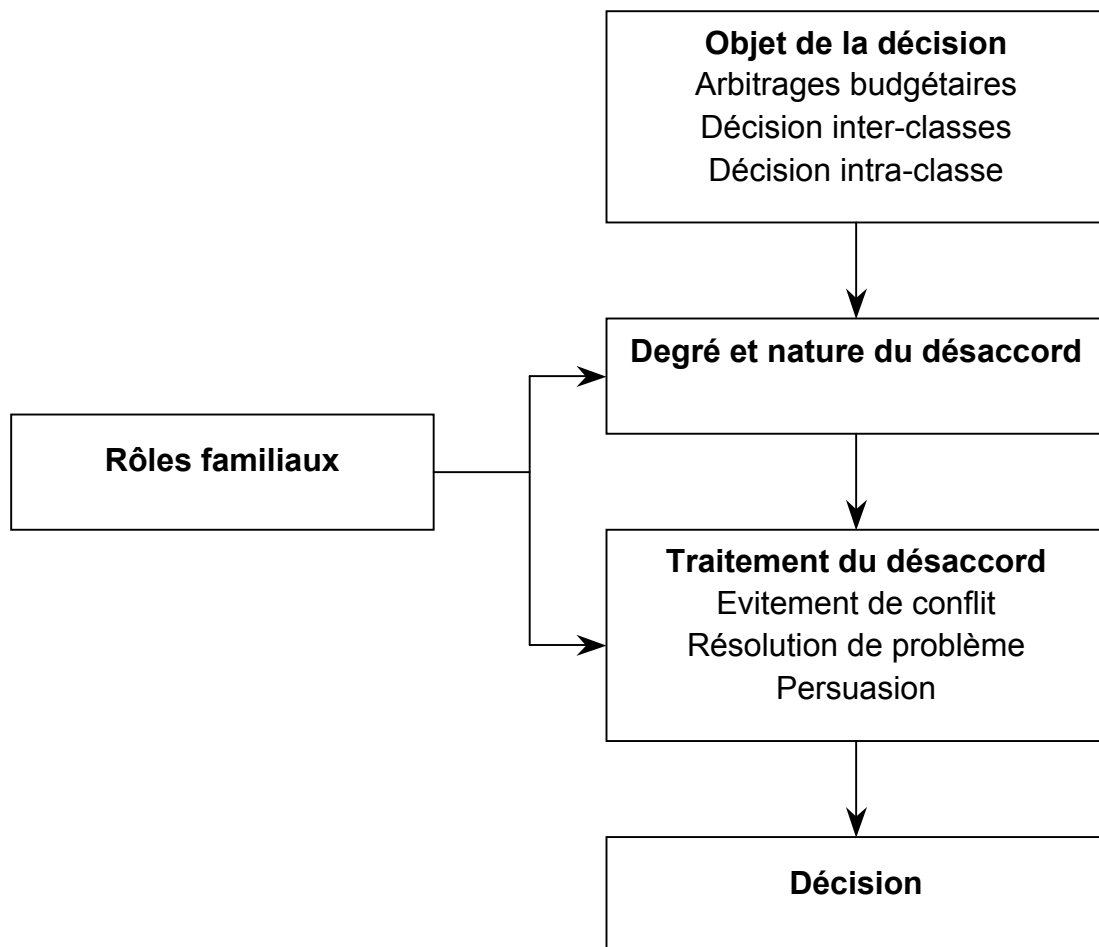 Objet de la décision
Arbitrages budgétaires
Décision inter-classes
Décision intra-classe
Degré et nature du désaccord
Rôles familiaux
Traitement du désaccord
Evitement de conflit
Résolution de problème
Persuasion
Décision